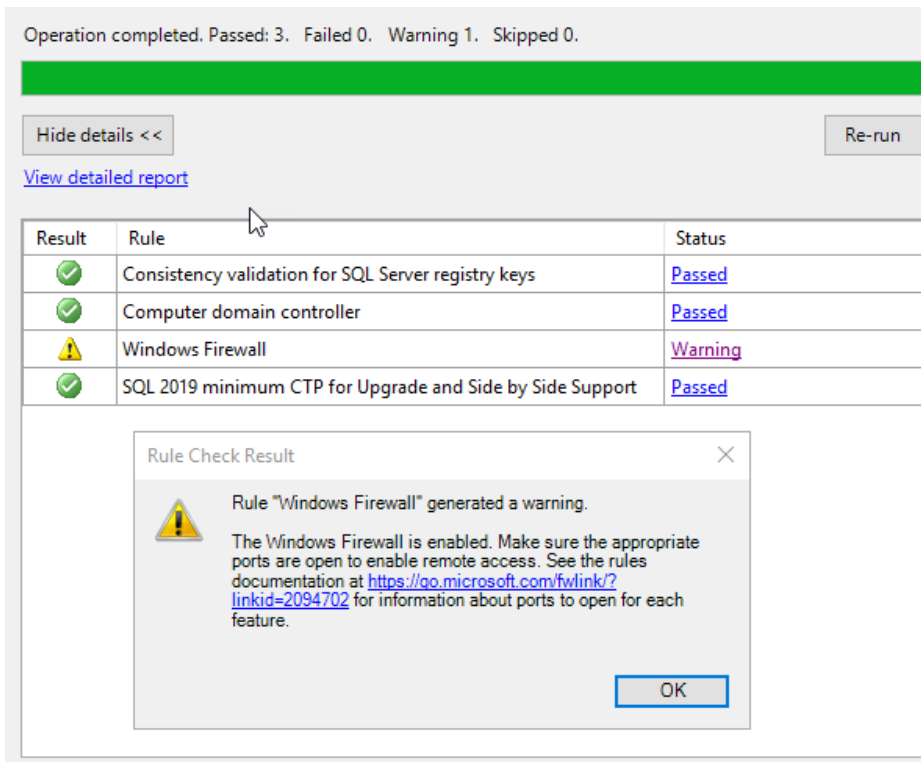 Operation completed. Passed: 3. Failed 0. Warning 1. Skipped 0.
Hide details <<
Re-run
View detailed report
Result Rule Status
Consistency validation for SQL Server registry keys Passed
Computer domain controller Passed
Windows Firewall Warning
SQL 2019 minimum CTP for Upgrade and Side by Side Support Passed
Rule Check Result
Rule "Windows Firewall" generated a warning.
The Windows Firewall is enabled. Make sure the appropriate
ports are open to enable remote access. See the rules
documentation at https://go.microsoft.com/fwlink/?
linkid=2094702 for information about ports to open for each
feature.
OK